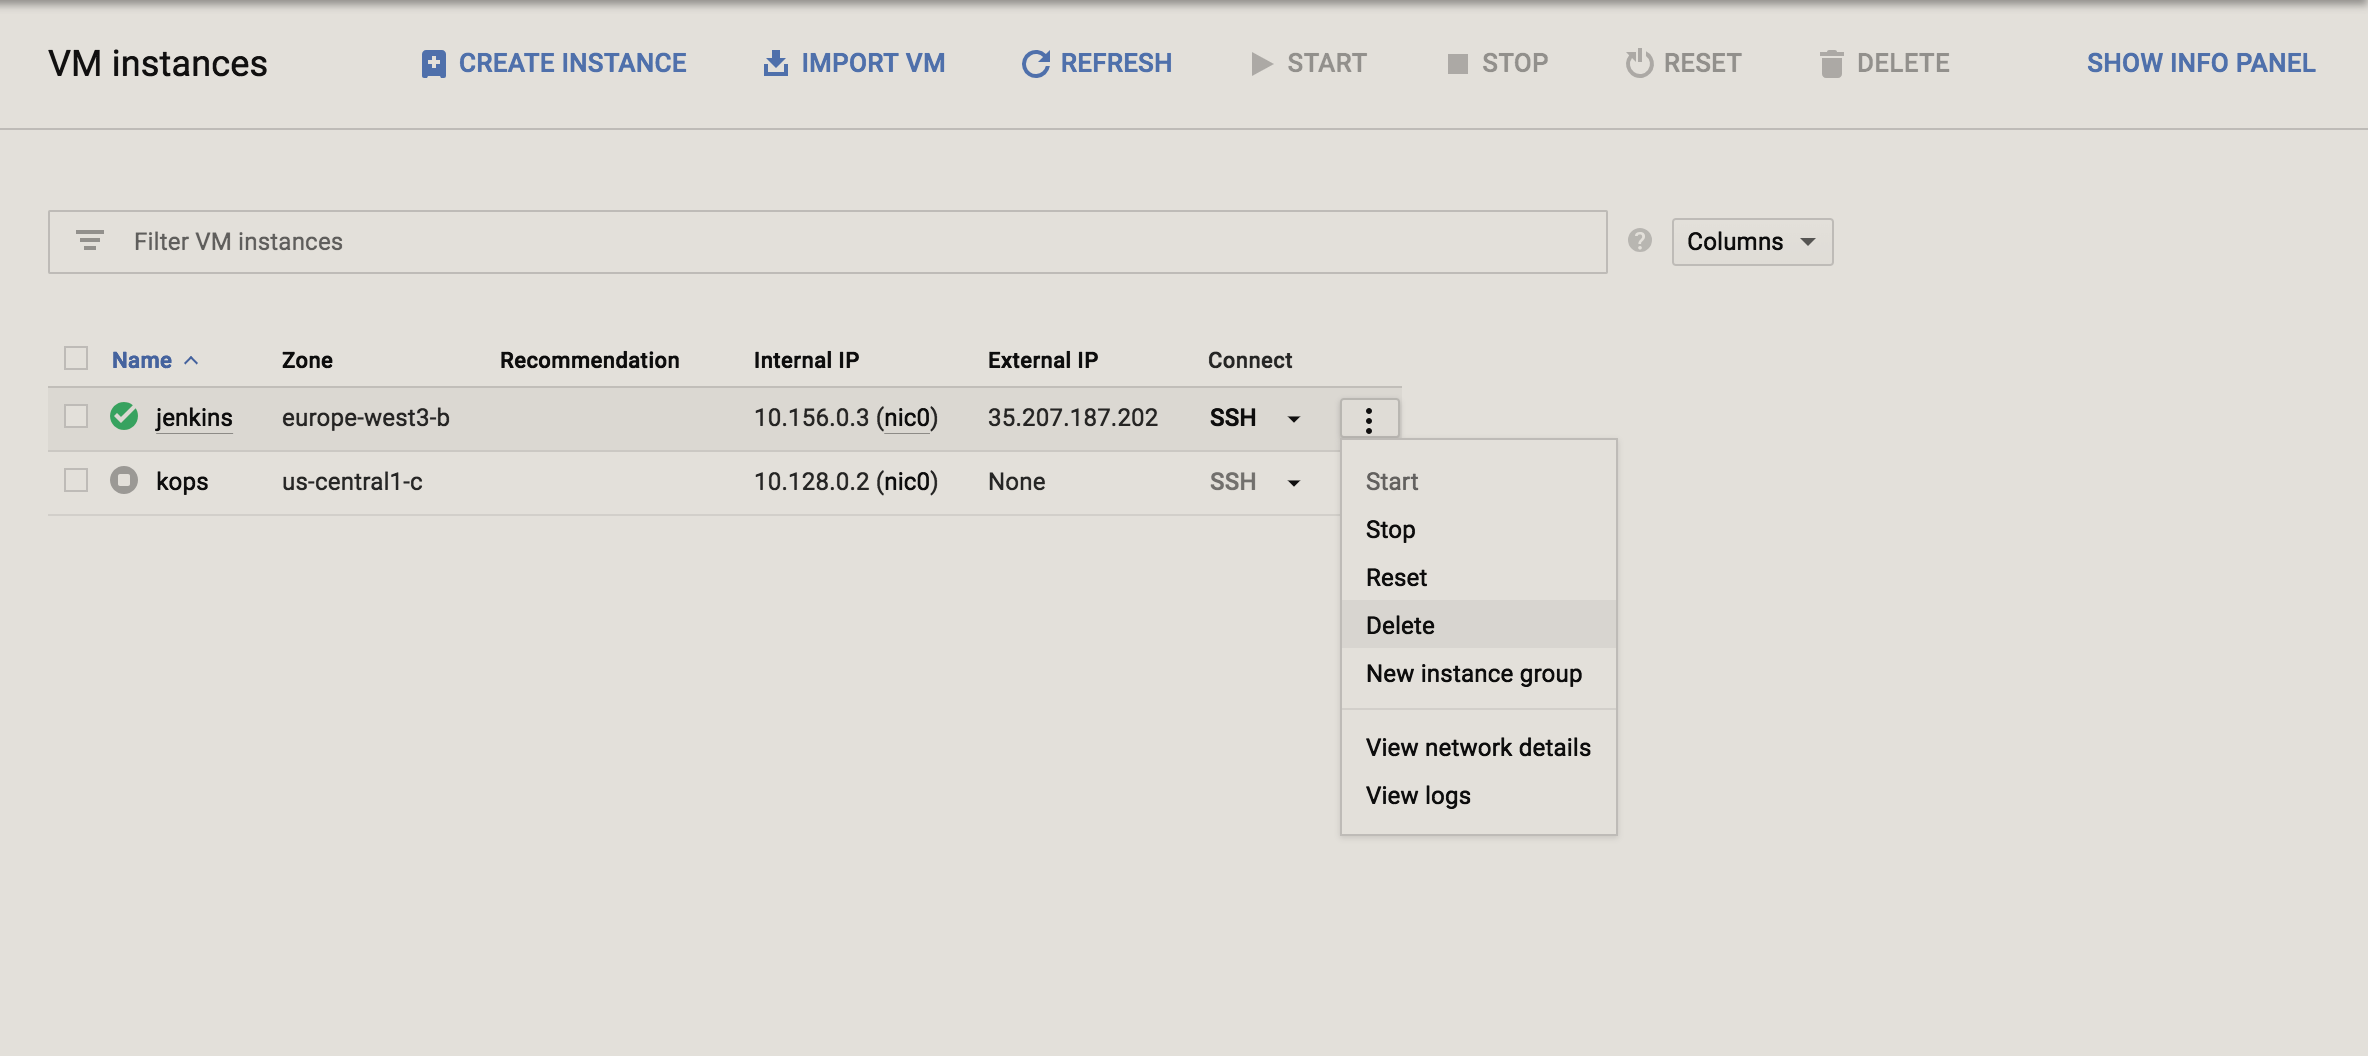 VM instances CREATE INSTANCE IMPORT VM REFRESH START STOP RESET DELETE SHOW INFO PANEL
Filter VM instances ? Columns
Name Zone Recommendation Internal IP External IP Connect
jenkins europe-west3-b 10.156.0.3 (nic0) 35.207.187.202 SSH
kops us-central1-c 10.128.0.2 (nic0) None SSH
Start
Stop
Reset
Delete
New instance group
View network details
View logs